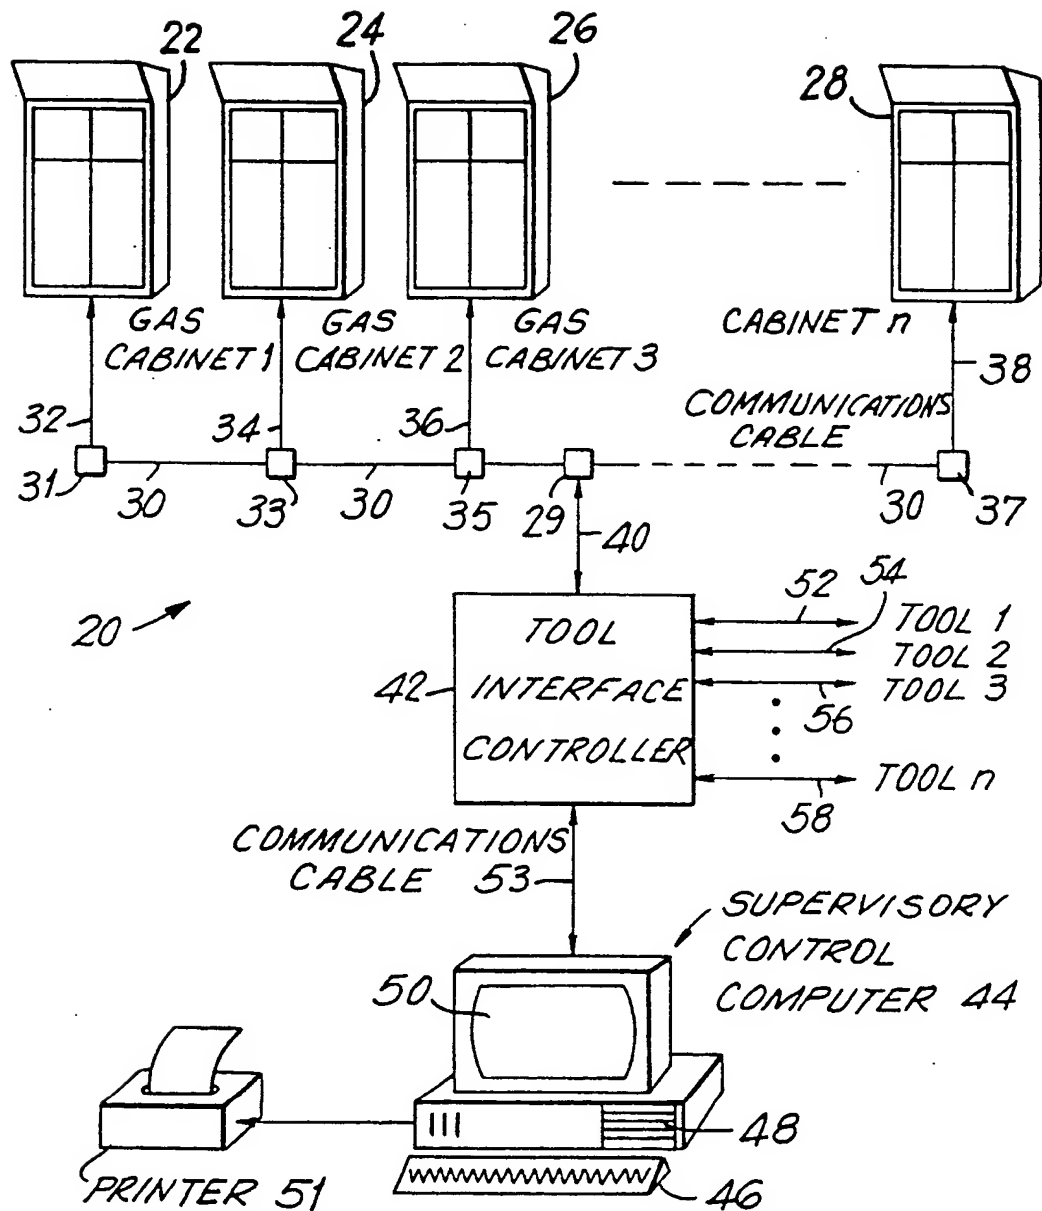 22
24
26
28
GAS
CABINET 1
GAS
CABINET 2
GAS
CABINET 3
CABINET n
32
34
36
38
COMMUNICATIONS
CABLE
31
30
33
30
35
29
40
30
37
20
42
TOOL
INTERFACE
CONTROLLER
52
54
TOOL 1
TOOL 2
TOOL 3
56
TOOL n
58
COMMUNICATIONS
CABLE 53
SUPERVISORY
CONTROL
COMPUTER 44
50
48
PRINTER 51
46